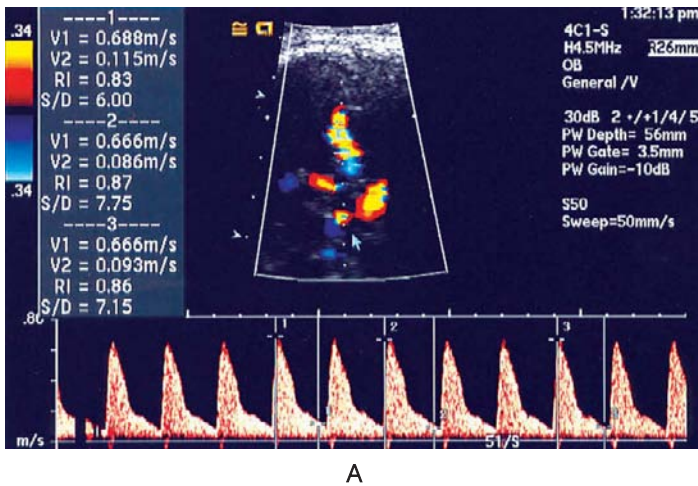 1:32:13 pm
.34
.34
----1----
V1 = 0.688m/s
V2 = 0.115m/s
RI = 0.83
S/D = 6.00
----2----
V1 = 0.666m/s
V2 = 0.086m/s
RI = 0.87
S/D = 7.75
----3----
V1 = 0.666m/s
V2 = 0.093m/s
RI = 0.86
S/D = 7.15
4C1-S
H4.5MHz R26mm
OB
General /V
30dB 2 +/+1/4/ 5
PW Depth= 56mm
PW Gate= 3.5mm
PW Gain=-10dB
S50
Sweep=50mm/s
.80
1
2
3
m/s
51/S
A